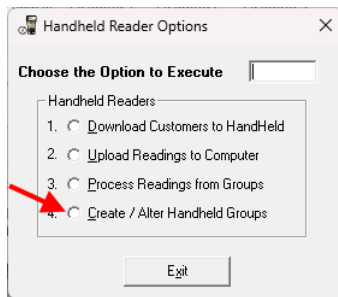 Handheld Reader Options
Choose the Option to Execute
Handheld Readers
1. Download Customers to HandHeld
2. Upload Readings to Computer
3. Process Readings from Groups
4. Create / Alter Handheld Groups
Exit